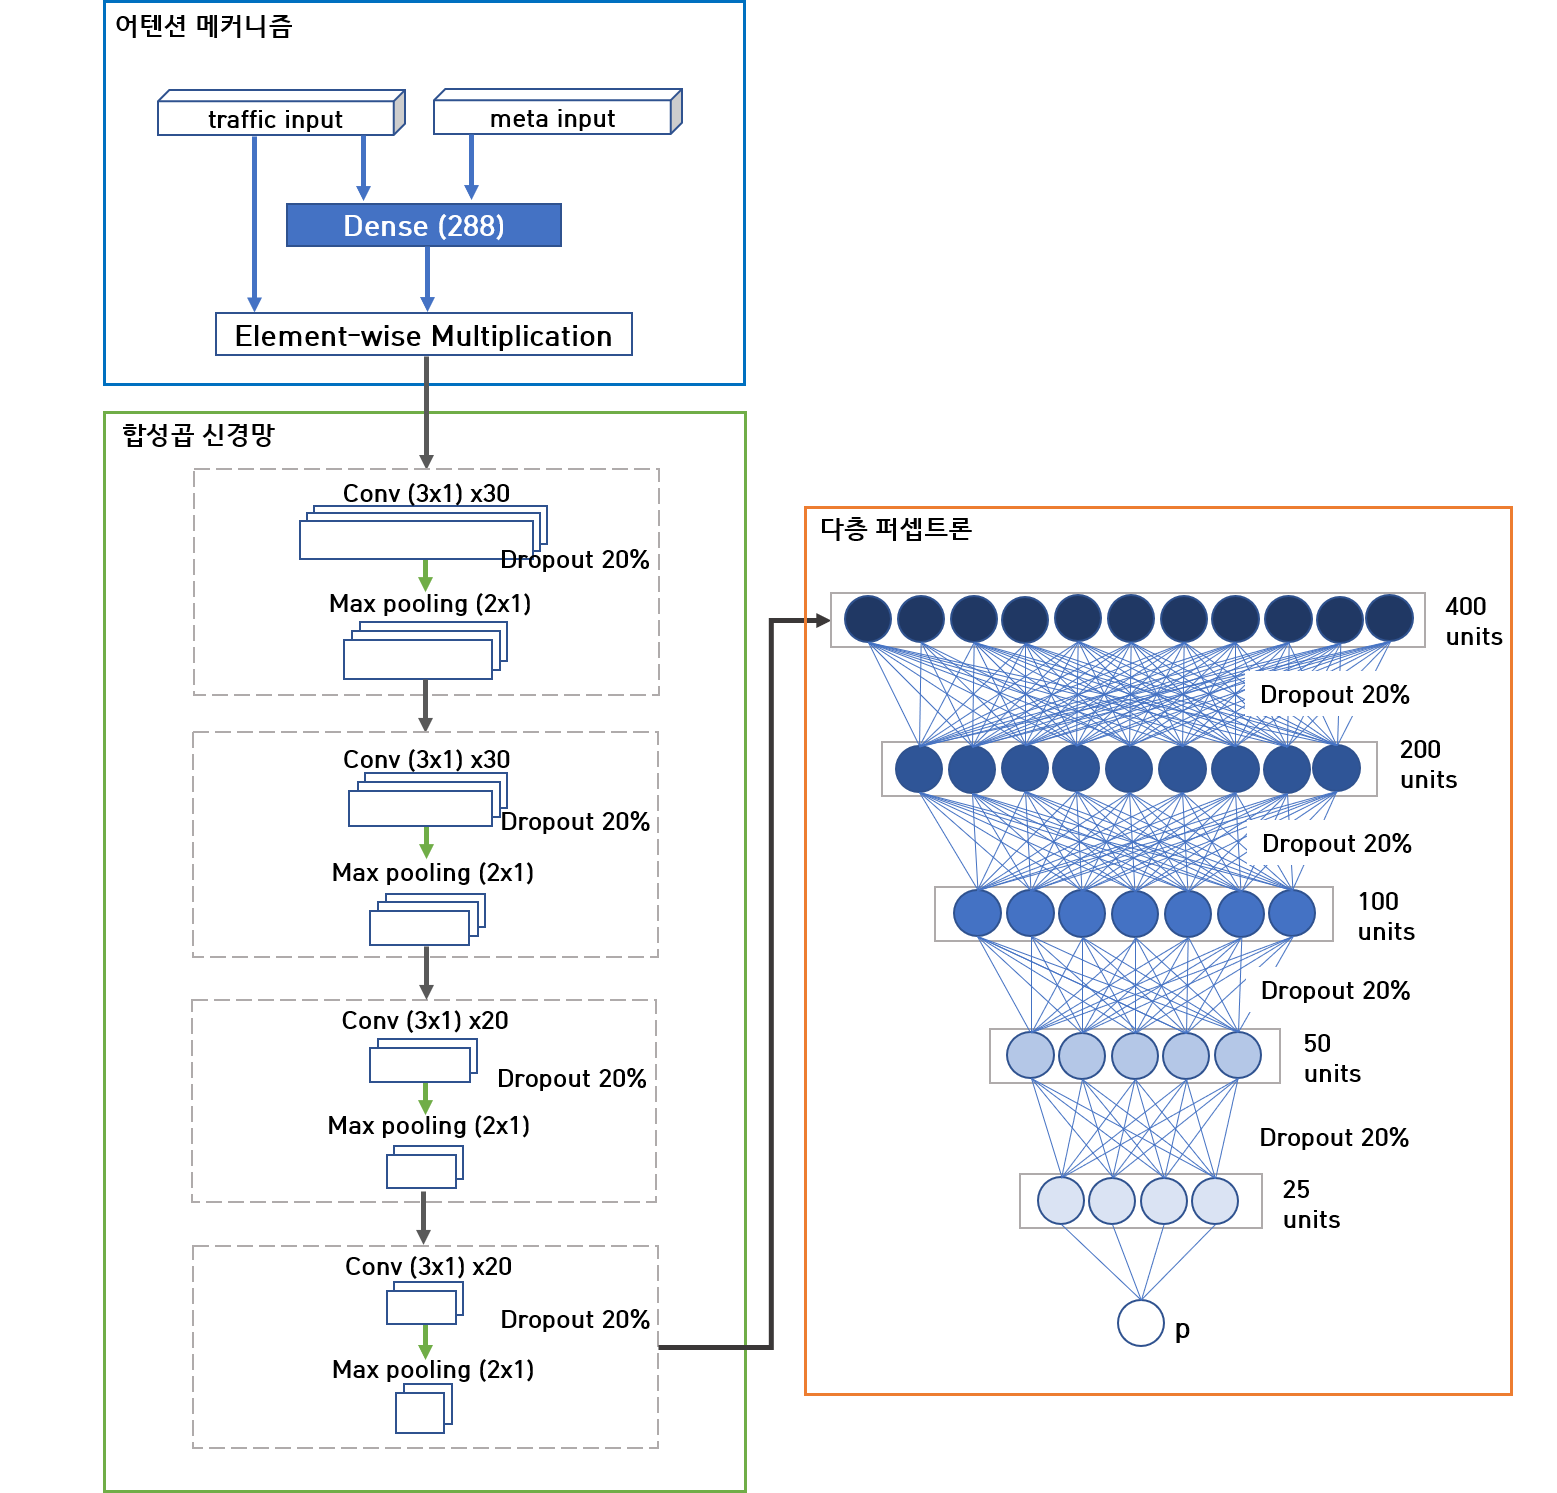 어텐션 메커니즘
traffic input
meta input
Dense (288)
Element-wise Multiplication
합성곱 신경망
Conv (3x1) x30
Dropout 20%
Max pooling (2x1)
Conv (3x1) x30
Dropout 20%
Max pooling (2x1)
Conv (3x1) x20
Dropout 20%
Max pooling (2x1)
Conv (3x1) x20
Dropout 20%
Max pooling (2x1)
다층 퍼셉트론
400
units
Dropout 20%
200
units
Dropout 20%
100
units
Dropout 20%
50
units
Dropout 20%
25
units
p